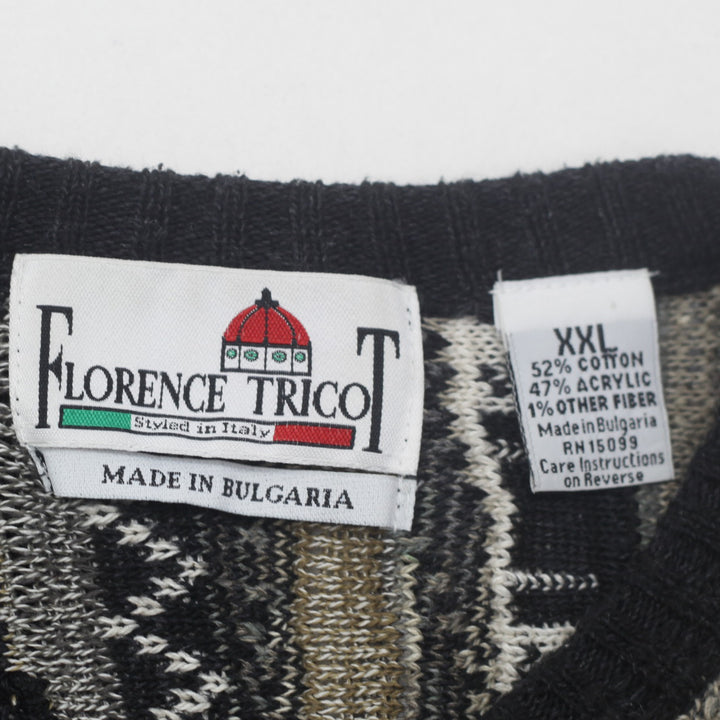 FLORENCE TRICOT
Styled in Italy
MADE IN BULGARIA
XXL
52% COTTON
47% ACRYLIC
1% OTHER FIBER
Made in Bulgaria
RN 15099
Care Instructions
on Reverse